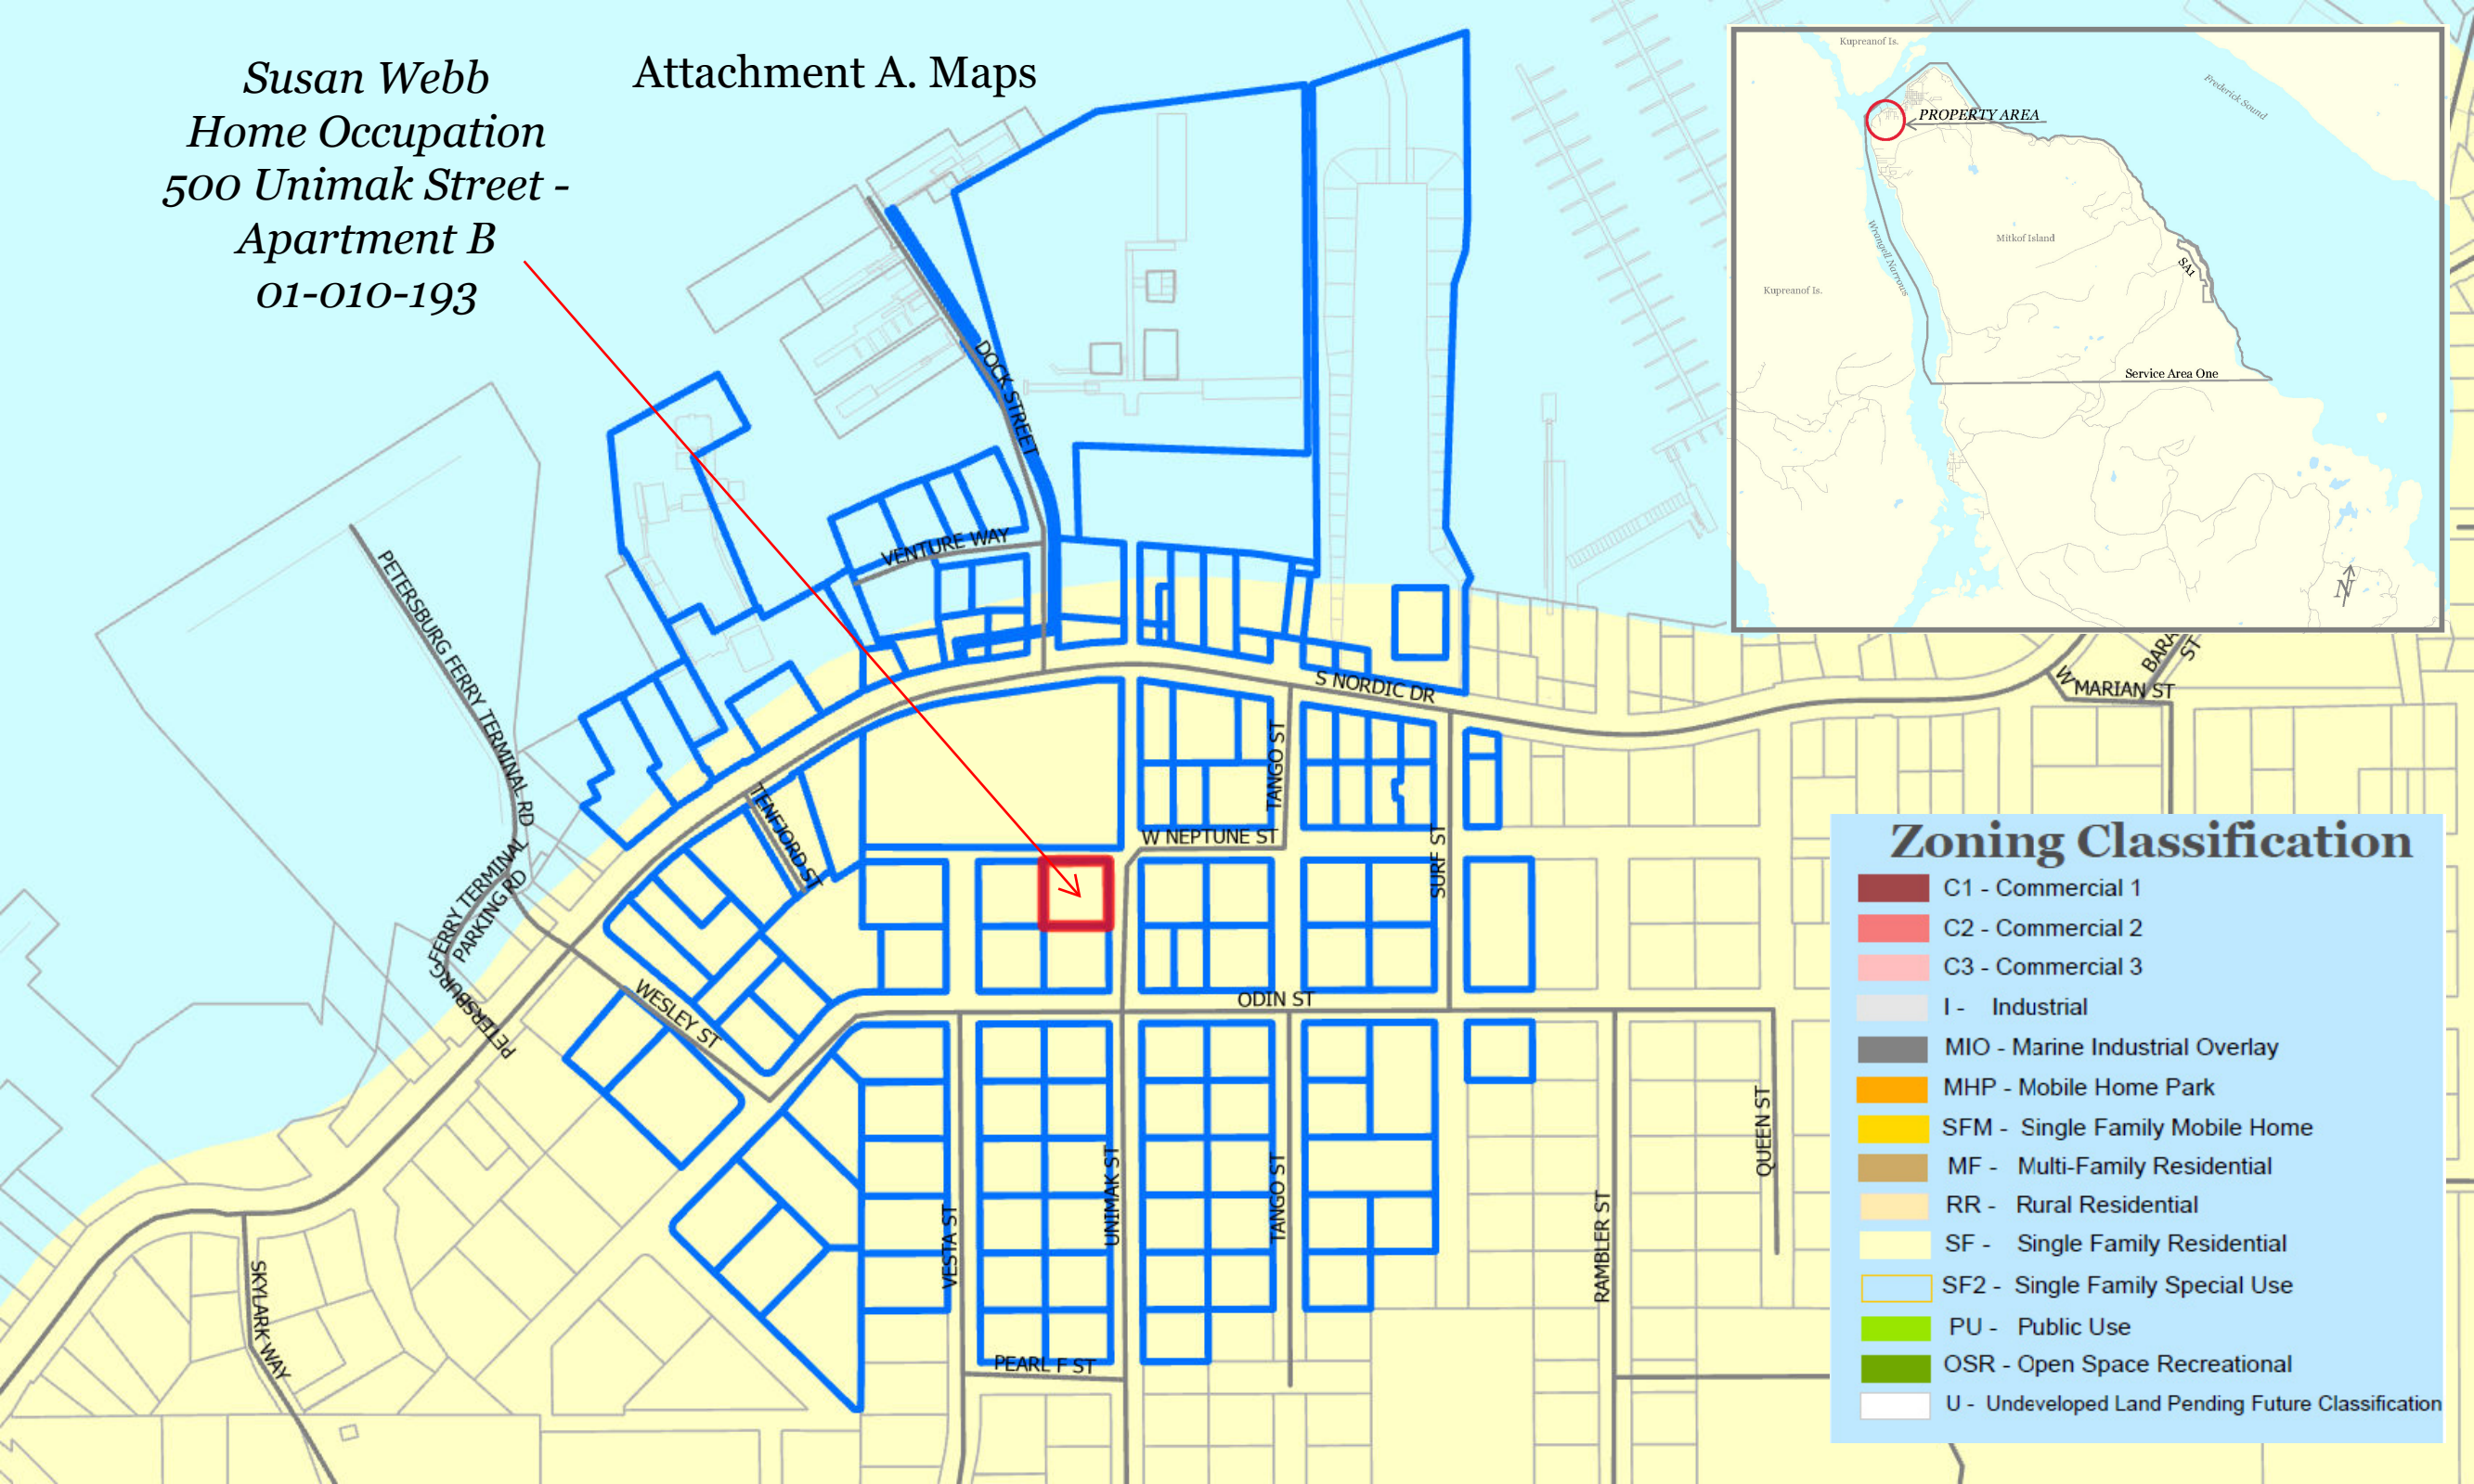 Susan Webb
Home Occupation
500 Unimak Street -
Apartment B
01-010-193
Attachment A. Maps
Kupreanof Is.
Frederick Sound
PROPERTY AREA
Wrangell Narrows
Mitkof Island
SA1
Kupreanof Is.
Service Area One
N
DOCK STREET
VENTURE WAY
PETERSBURG FERRY TERMINAL RD
S NORDIC DR
W MARIAN ST
BARA
ST
TANGO ST
TENFJORD ST
W NEPTUNE ST
SURF ST
PETERSBURG FERRY TERMINAL
PARKING RD
WESLEY ST
ODIN ST
QUEEN ST
UNIMAK ST
TANGO ST
VESTA ST
RAMBLER ST
SKYLARK WAY
PEARL F ST
Zoning Classification
C1 - Commercial 1
C2 - Commercial 2
C3 - Commercial 3
I - Industrial
MIO - Marine Industrial Overlay
MHP - Mobile Home Park
SFM - Single Family Mobile Home
MF - Multi-Family Residential
RR - Rural Residential
SF - Single Family Residential
SF2 - Single Family Special Use
PU - Public Use
OSR - Open Space Recreational
U - Undeveloped Land Pending Future Classification